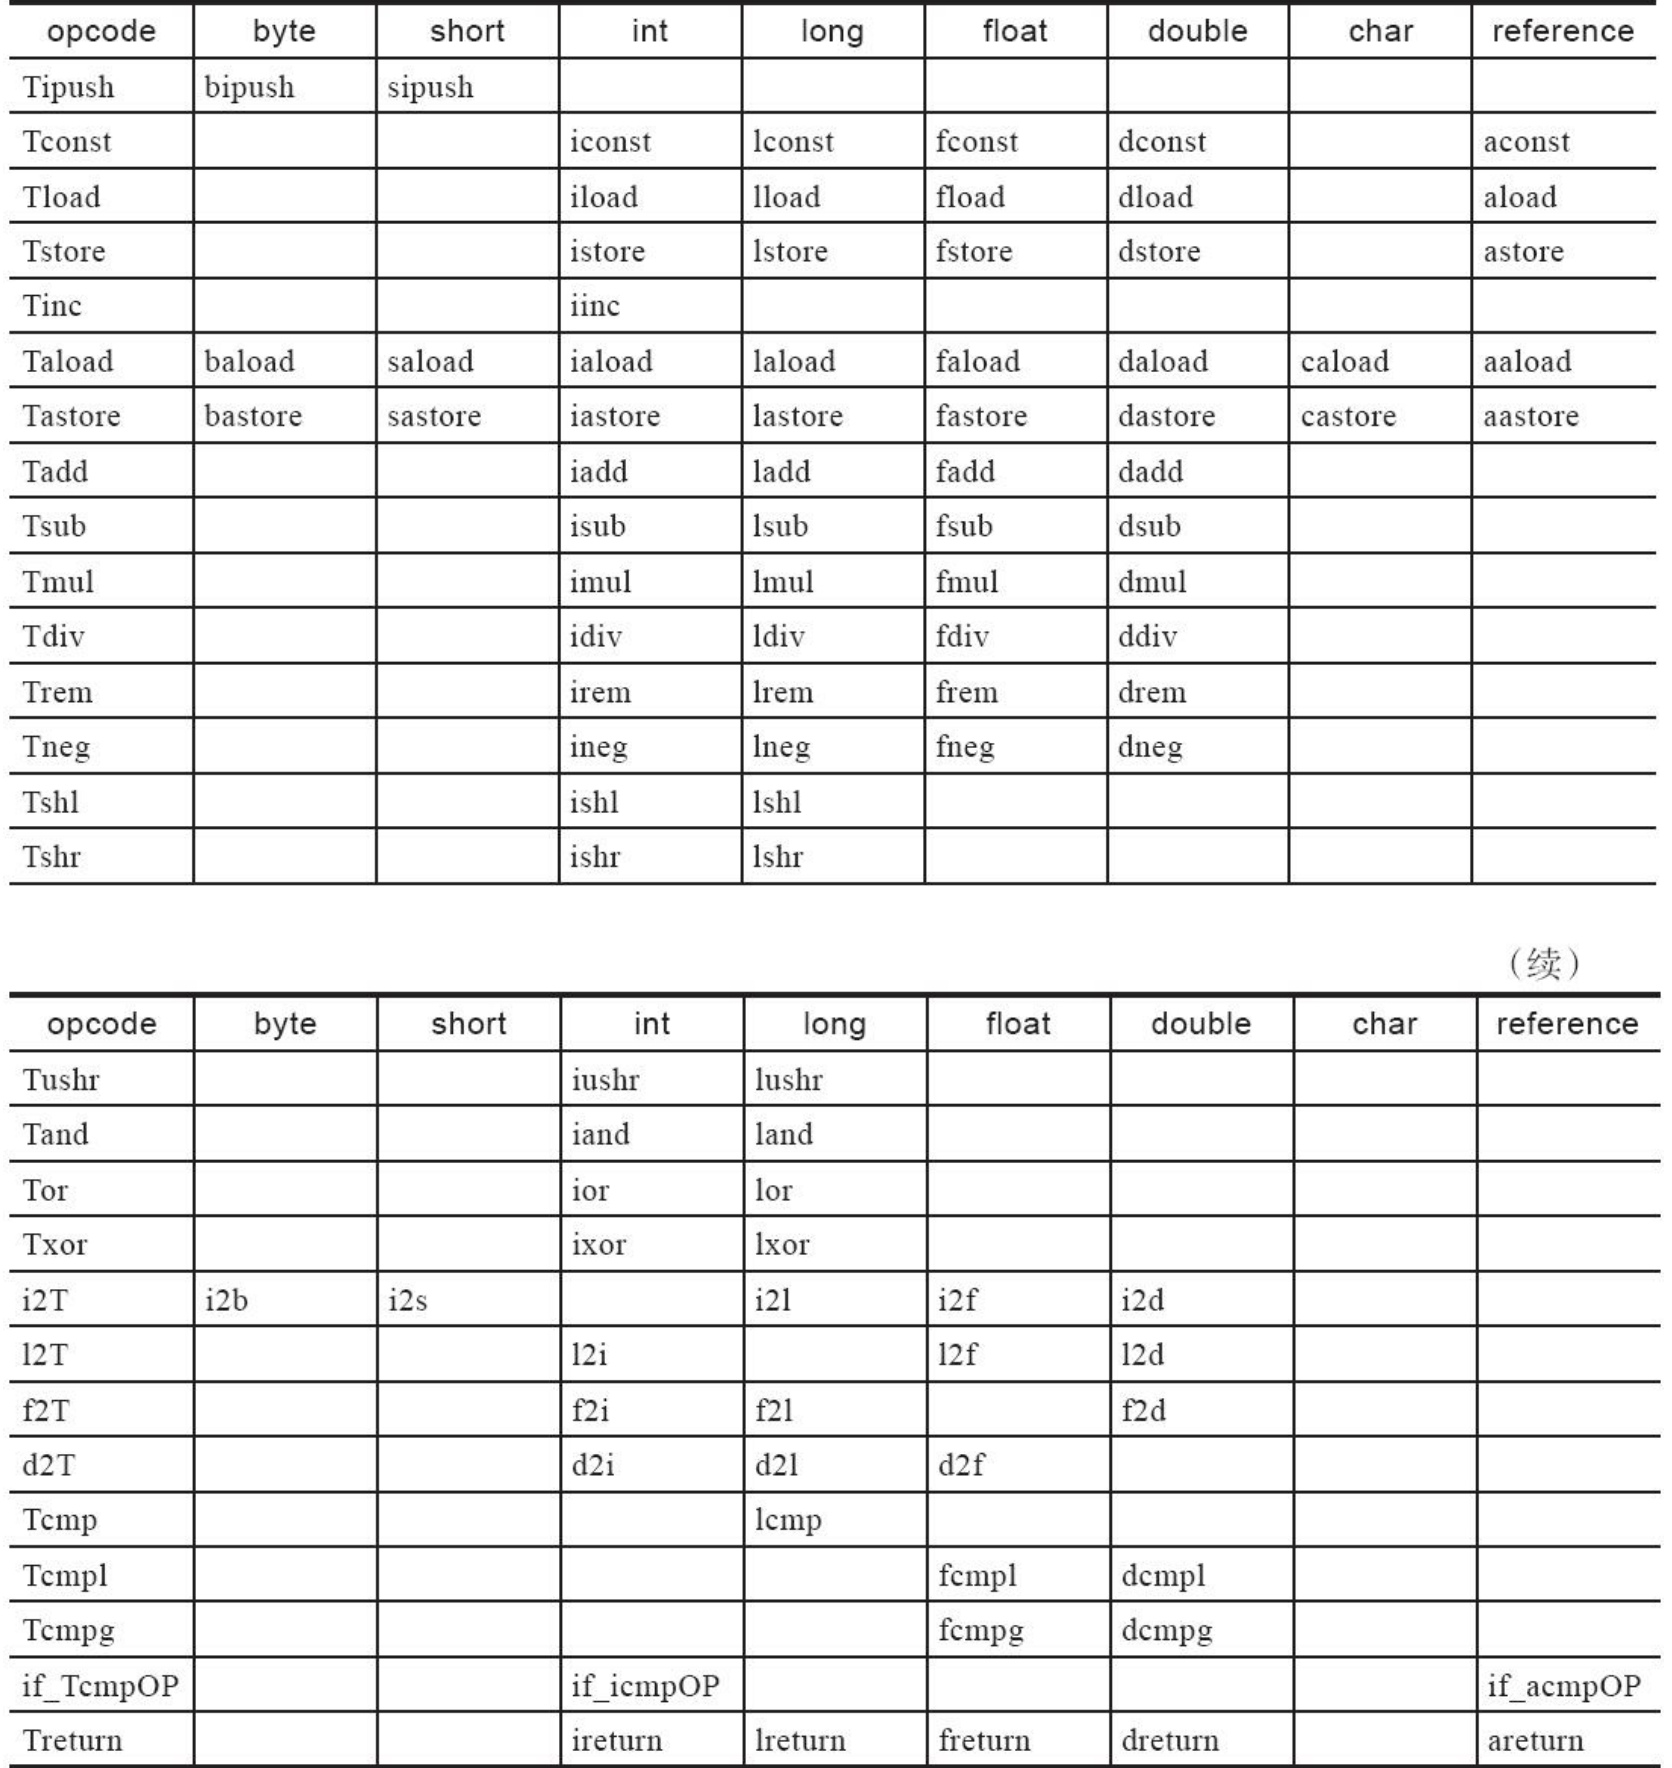 opcode byte short int long float double char reference
Tipush bipush sipush
Tconst iconst lconst fconst dconst aconst
Tload iload lload fload dload aload
Tstore istore lstore fstore dstore astore
Tinc iinc
Taload baload saload iaload laload faload daload caload aaload
Tastore bastore sastore iastore lastore fastore dastore castore aastore
Tadd iadd ladd fadd dadd
Tsub isub lsub fsub dsub
Tmul imul lmul fmul dmul
Tdiv idiv ldiv fdiv ddiv
Trem irem lrem frem drem
Tneg ineg lneg fneg dneg
Tshl ishl lshl
Tshr ishr lshr
（续）
opcode byte short int long float double char reference
Tushr iushr lushr
Tand iand land
Tor ior lor
Txor ixor lxor
i2T i2b i2s i2l i2f i2d
l2T l2i l2f l2d
f2T f2i f2l f2d
d2T d2i d2l d2f
Tcmp lcmp
Tcmpl fcmpl dcmpl
Tcmpg fcmpg dcmpg
if_TcmpOP if_icmpOP if_acmpOP
Treturn ireturn lreturn freturn dreturn areturn